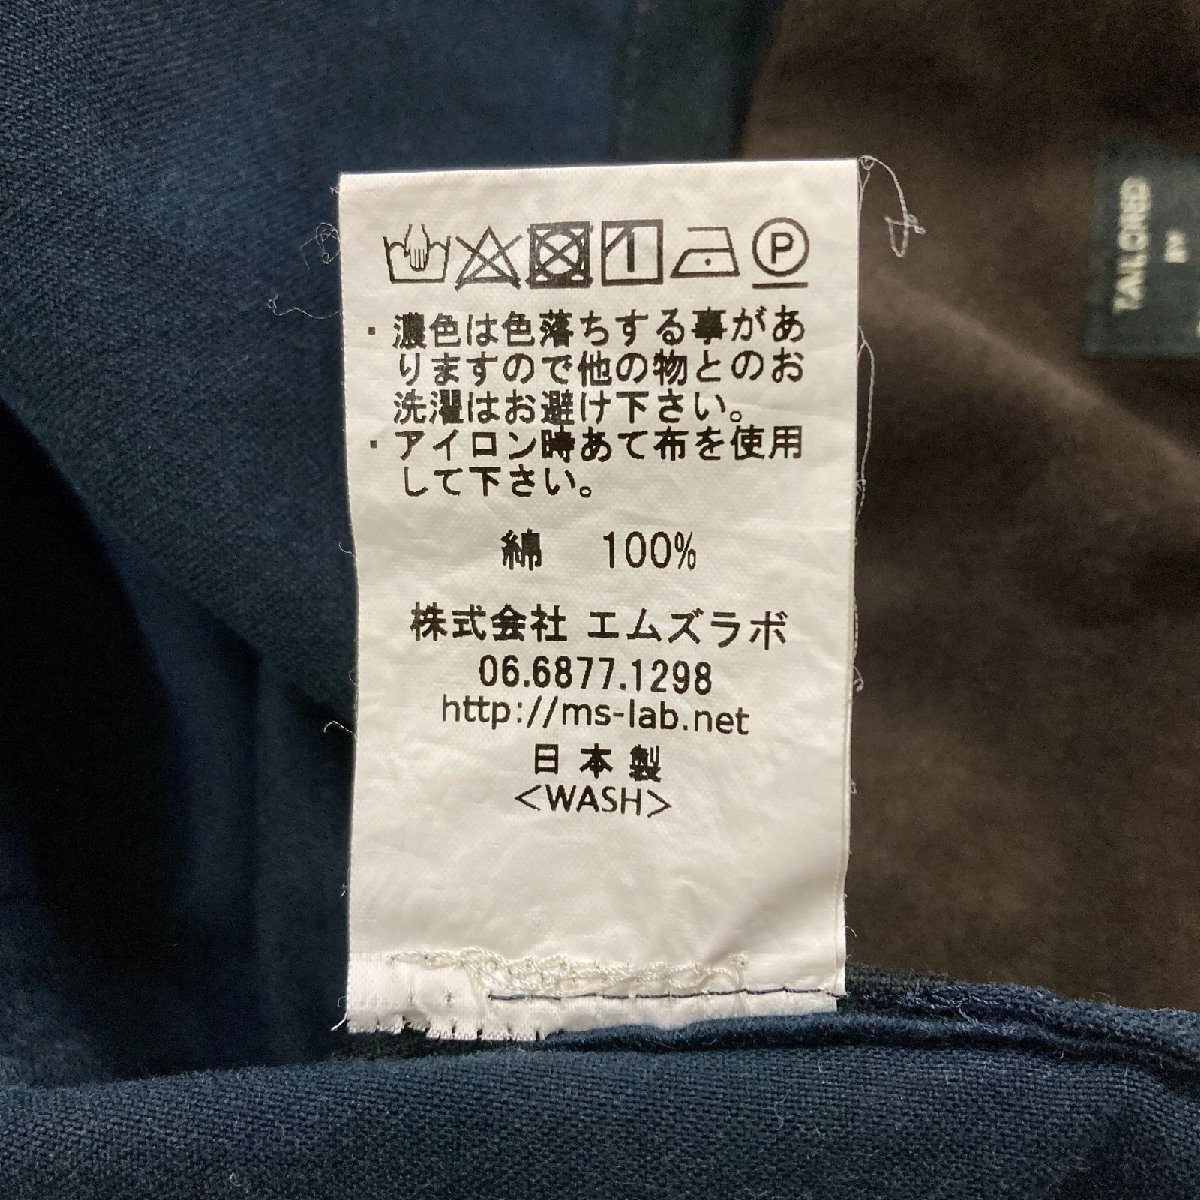 P
・濃色は色落ちする事があ
りますので他の物とのお
洗濯はお避け下さい。
・アイロン時あて布を使用
して下さい。
綿 100%
株式会社 エムズラボ
06.6877.1298
http://ms-lab.net
日本製
<WASH>
TAILORED
BY